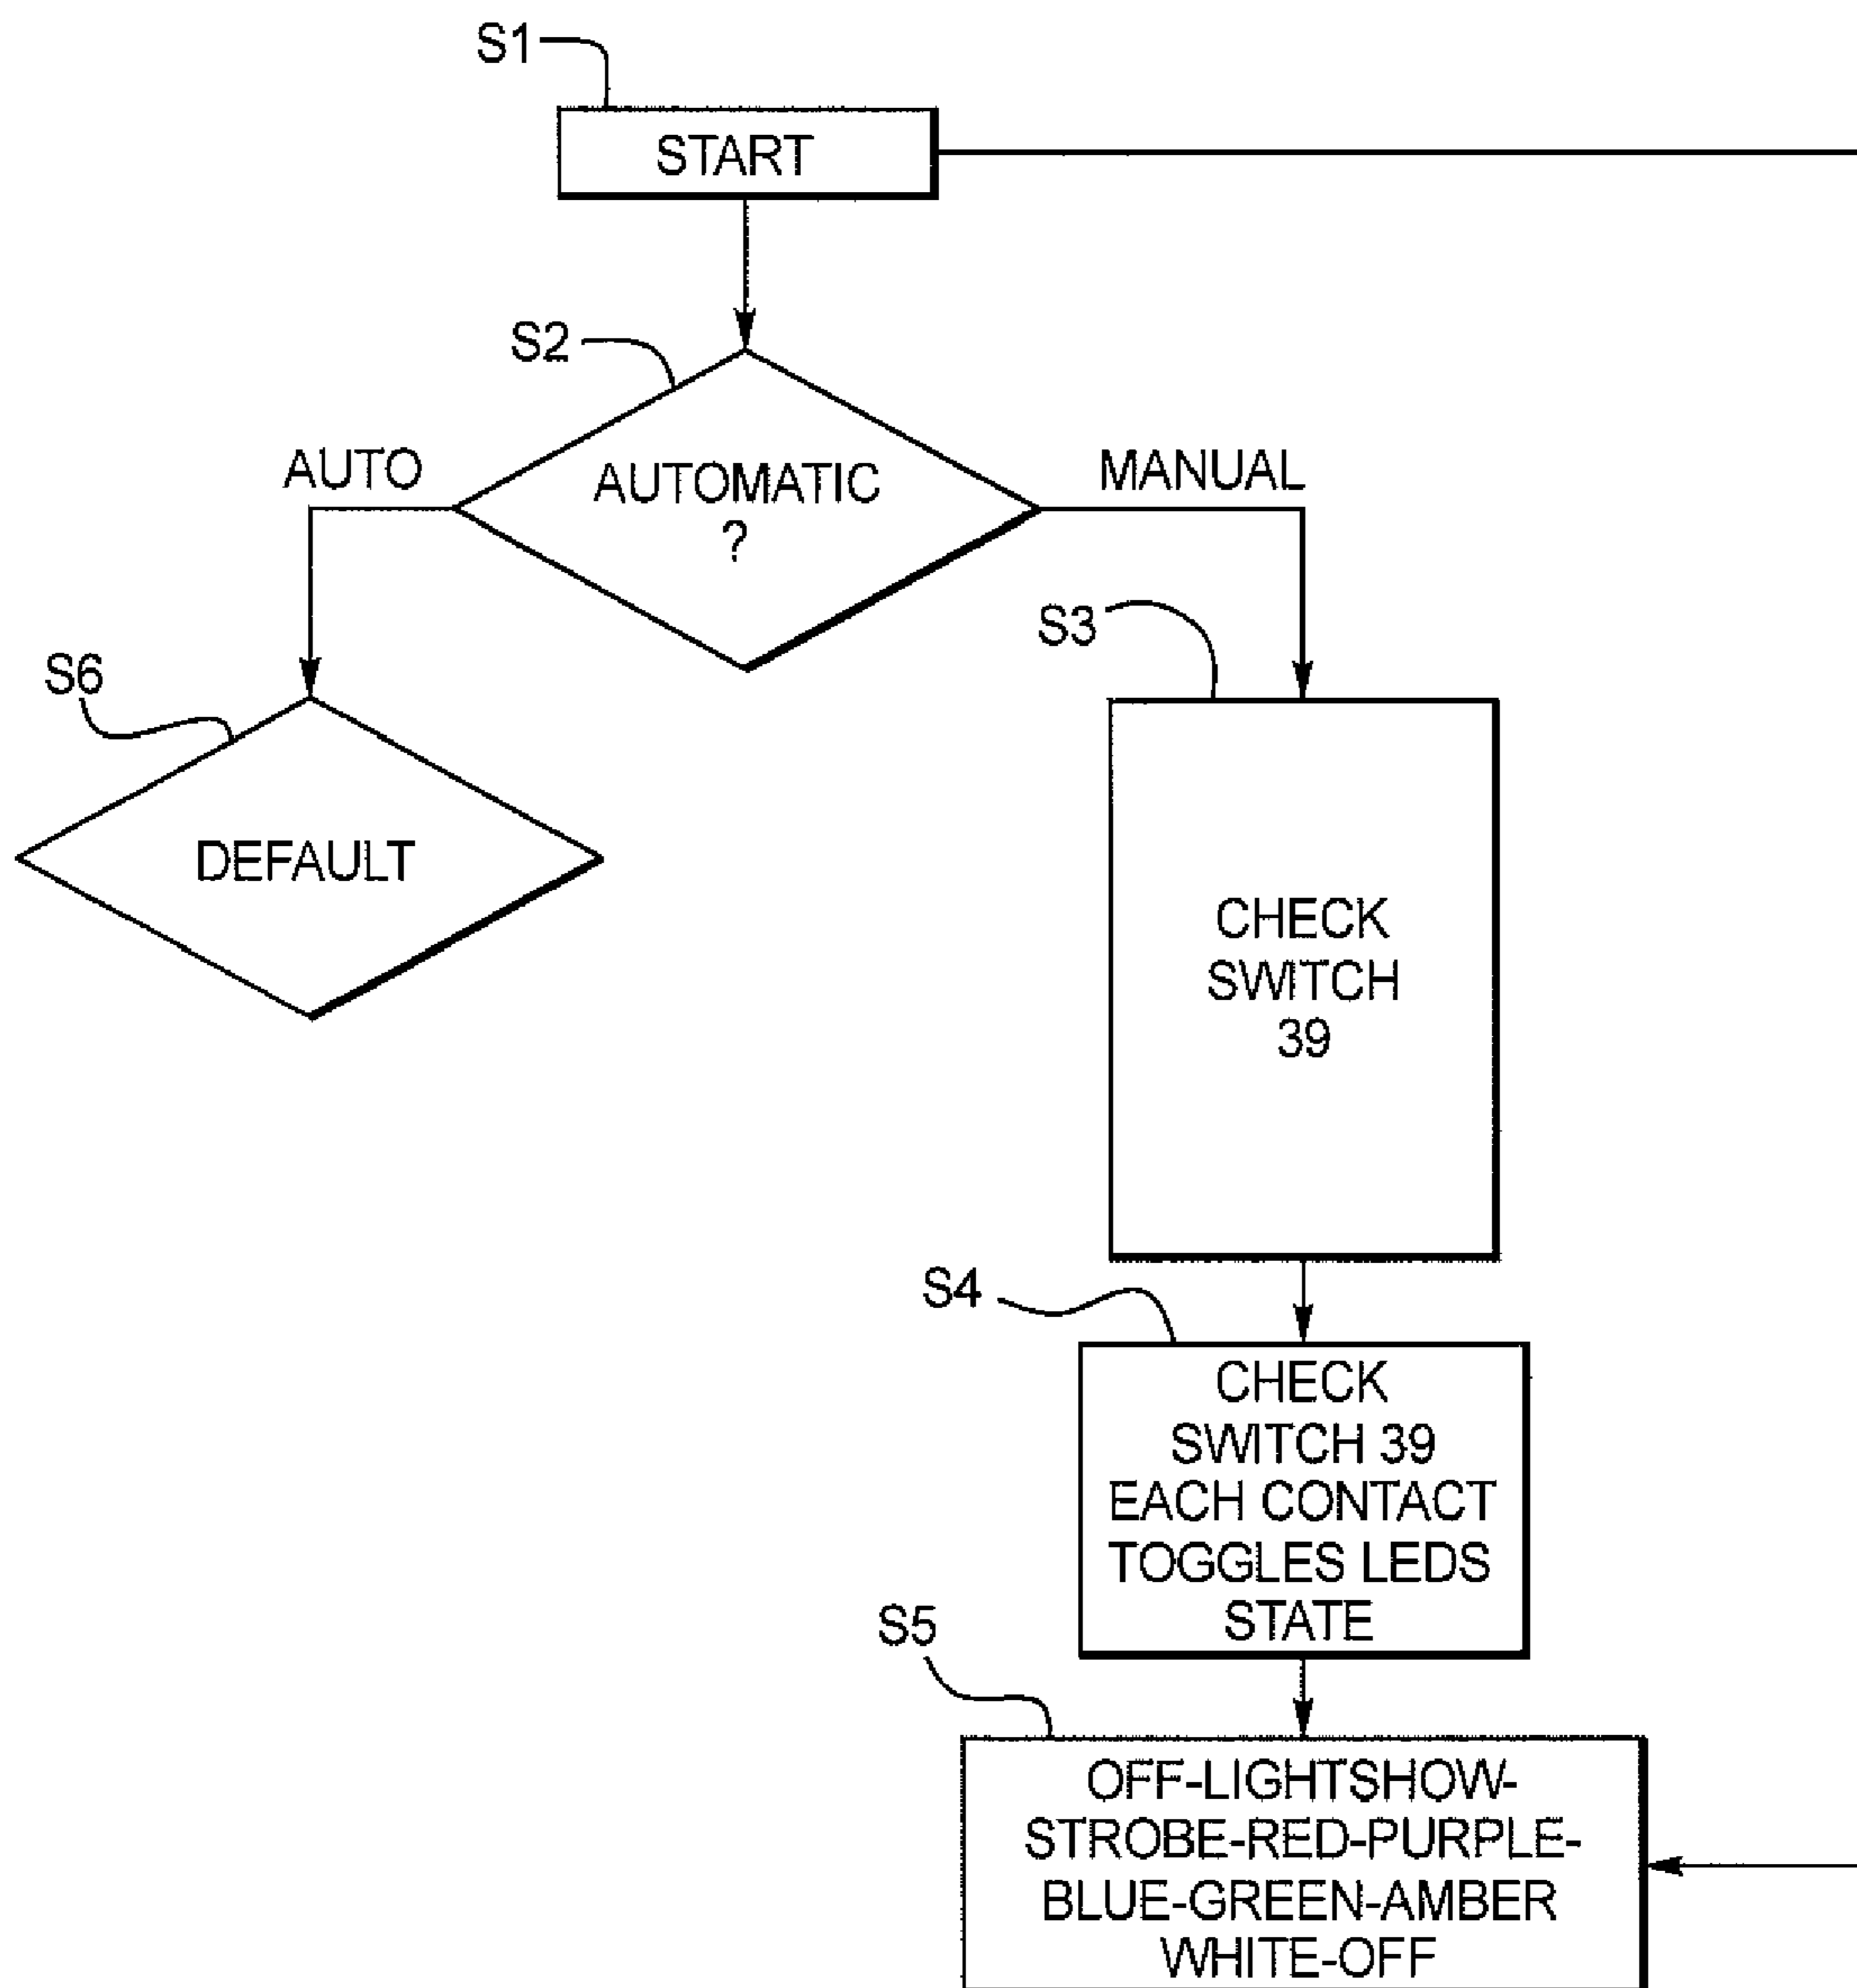 S1
START
S2
AUTO
AUTOMATIC
?
MANUAL
S3
S6
DEFAULT
CHECK
SWITCH
39
S4
CHECK
SWITCH 39
EACH CONTACT
TOGGLES LEDS
STATE
S5
OFF-LIGHTSHOW-
STROBE-RED-PURPLE-
BLUE-GREEN-AMBER
WHITE-OFF